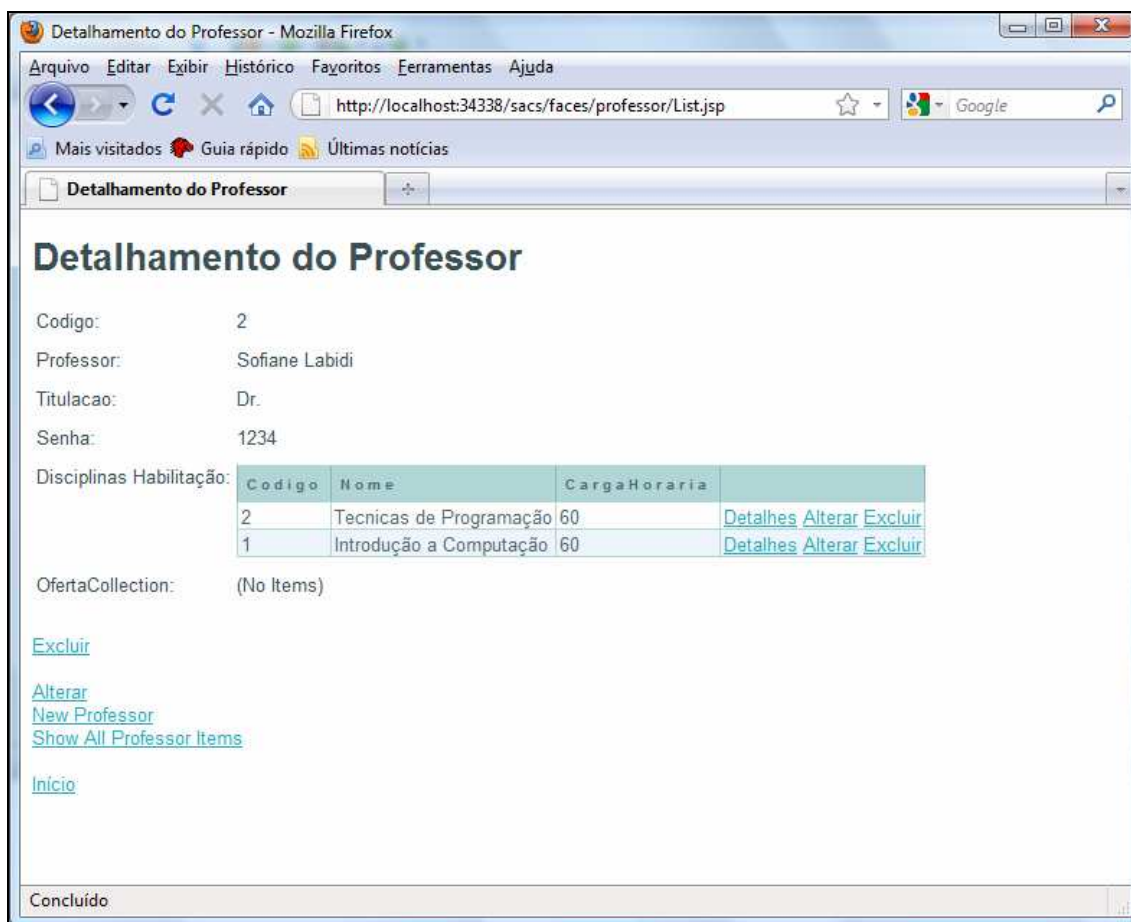 Detalhamento do Professor - Mozilla Firefox
Arquivo Editar Exibir Histórico Favoritos Ferramentas Ajuda
http://localhost:34338/sacs/faces/professor/List.jsp Google
Mais visitados Guia rápido Últimas notícias
Detalhamento do Professor
Detalhamento do Professor
Codigo: 2
Professor: Sofiane Labidi
Titulacao: Dr.
Senha: 1234
Disciplinas Habilitação:
Codigo Nome CargaHoraria
2 Tecnicas de Programação 60 Detalhes Alterar Excluir
1 Introdução a Computação 60 Detalhes Alterar Excluir
OfertaCollection: (No Items)
Excluir
Alterar
New Professor
Show All Professor Items
Início
Concluído